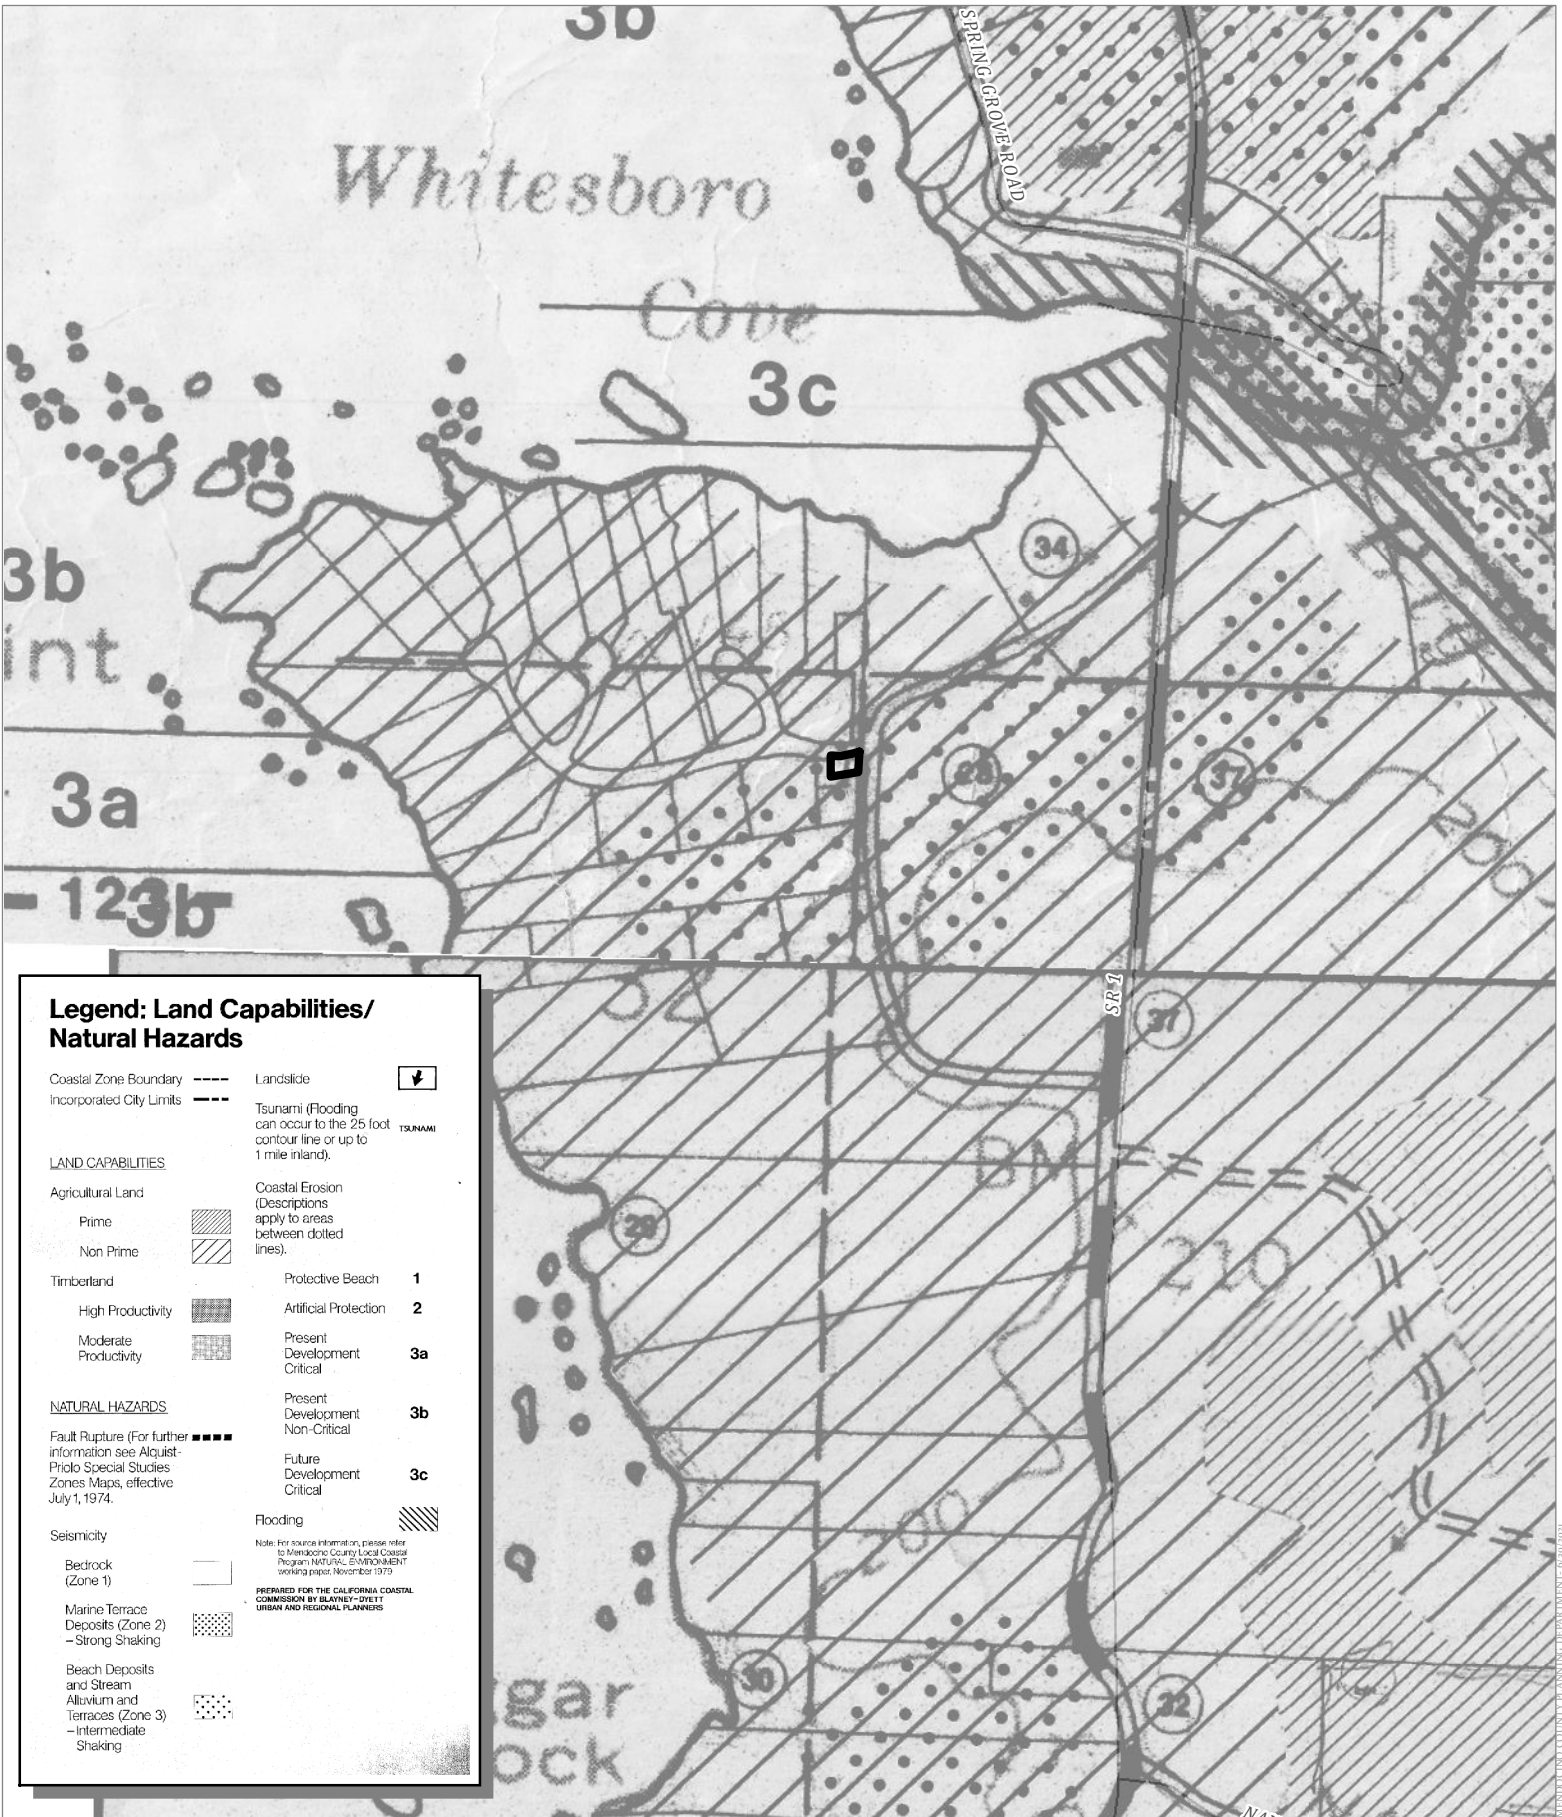 3b
SPRING GROVE ROAD
Whitesboro
Cove
3c
34
3b
int
28
37
3a
200
123
3b
32
SR 1
37
BM
29
210
200
30
32
gar
ock
Legend: Land Capabilities/
Natural Hazards
Coastal Zone Boundary
Incorporated City Limits
LAND CAPABILITIES
Agricultural Land
Prime
Non Prime
Timberland
High Productivity
Moderate
Productivity
NATURAL HAZARDS
Fault Rupture (For further
information see Alquist-
Priolo Special Studies
Zones Maps, effective
July 1, 1974.
Seismicity
Bedrock
(Zone 1)
Marine Terrace
Deposits (Zone 2)
–Strong Shaking
Beach Deposits
and Stream
Alluvium and
Terraces (Zone 3)
–Intermediate
Shaking
Landslide
Tsunami (Flooding
can occur to the 25 foot
contour line or up to
1 mile inland).
TSUNAMI
Coastal Erosion
(Descriptions
apply to areas
between dotted
lines).
Protective Beach 1
Artificial Protection 2
Present
Development 3a
Critical
Present
Development 3b
Non-Critical
Future
Development 3c
Critical
Flooding
Note: For source information, please refer
to Mendocino County Local Coastal
Program NATURAL ENVIRONMENT
working paper, November 1979
PREPARED FOR THE CALIFORNIA COASTAL
COMMISSION BY BLAYNEY-DYETT
URBAN AND REGIONAL PLANNERS